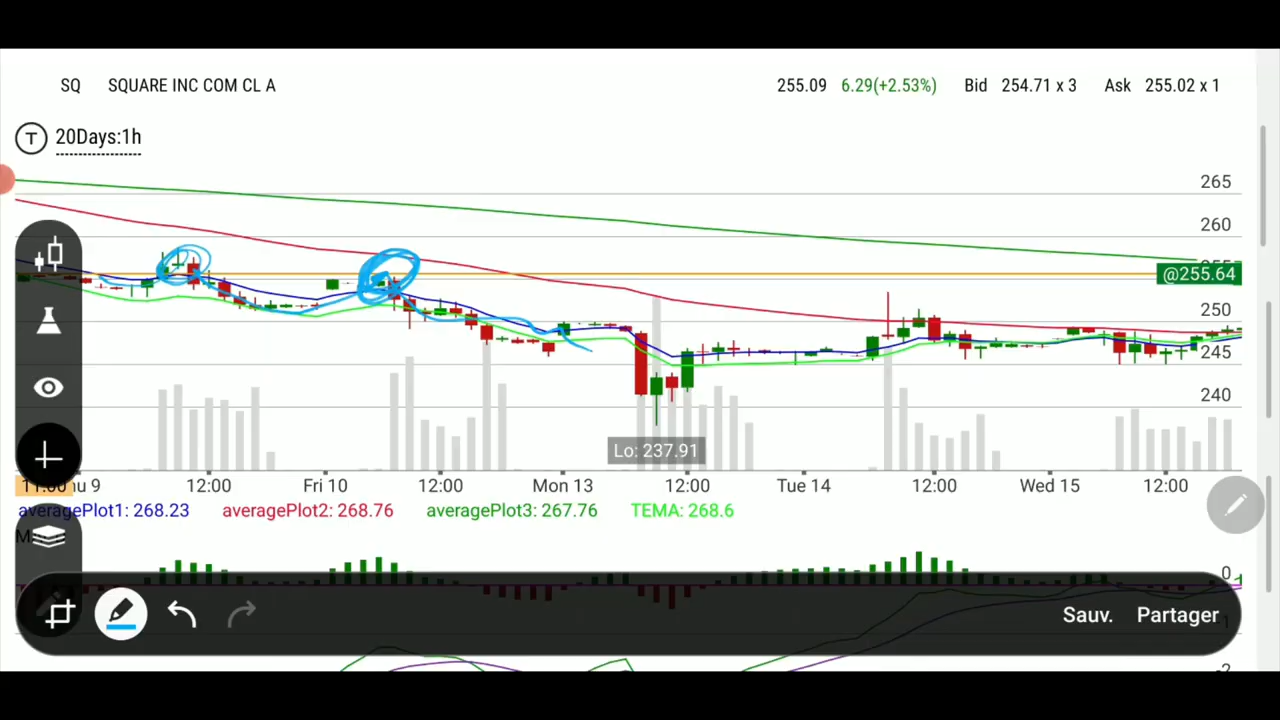 SQ SQUARE INC COM CL A 255.09 6.29(+2.53%) Bid 254.71 x 3 Ask 255.02 x 1
T 20Days:1h
265
260
@255.64
250
245
240
Lo: 237.91
11:00 hu 9 12:00 Fri 10 12:00 Mon 13 12:00 Tue 14 12:00 Wed 15 12:00
averagePlot1: 268.23 averagePlot2: 268.76 averagePlot3: 267.76 TEMA: 268.6
0
Sauv. Partager
-2